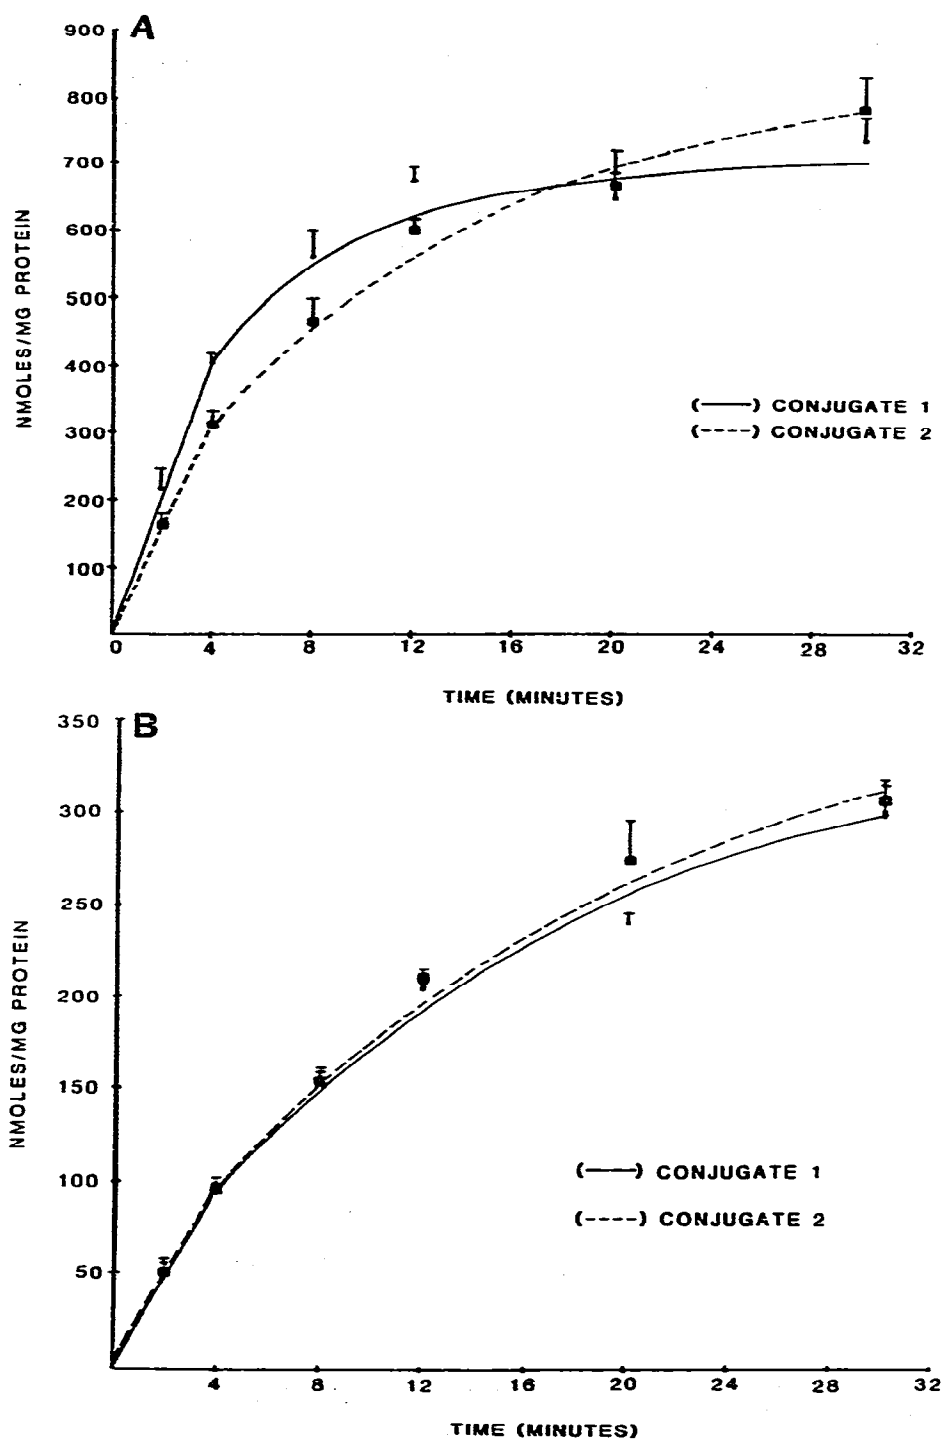 A
900
800
700
600
500
400
300
200
100
NMOLES/MG PROTEIN
(——) CONJUGATE 1
(----) CONJUGATE 2
0 4 8 12 16 20 24 28 32
TIME (MINUTES)
B
350
300
250
200
150
100
50
NMOLES/MG PROTEIN
(——) CONJUGATE 1
(----) CONJUGATE 2
4 8 12 16 20 24 28 32
TIME (MINUTES)